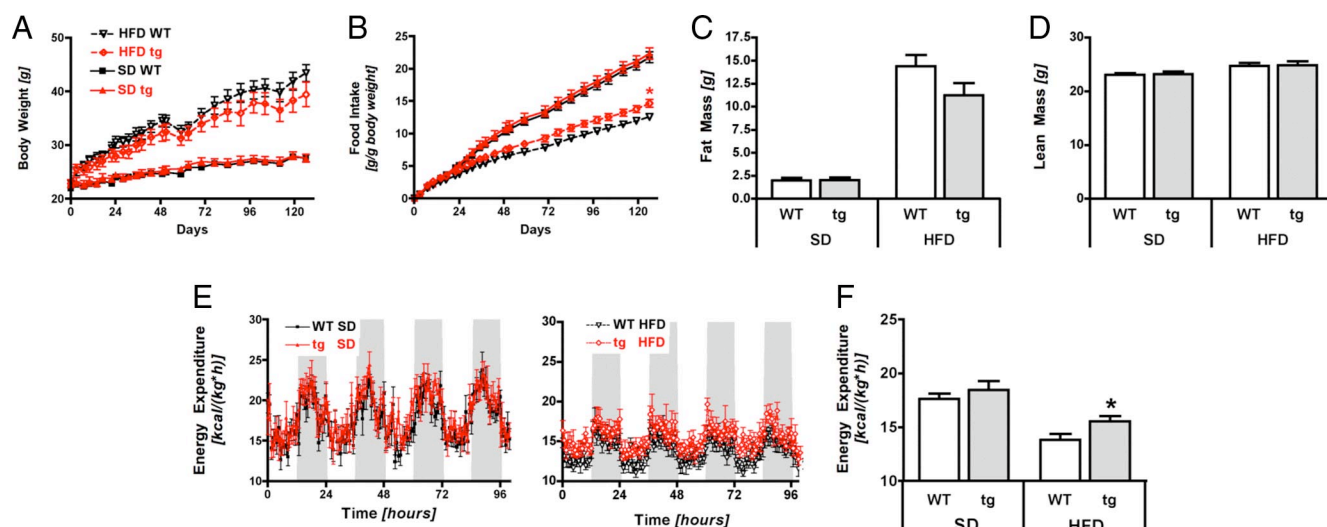 A
HFD WT
HFD tg
SD WT
SD tg
Body Weight [g]
50
40
30
20
0 24 48 72 96 120
Days
B
Food Intake
[g/g body weight]
25
20
15
10
5
0
*
0 24 48 72 96 120
Days
C
Fat Mass [g]
17.5
15.0
12.5
10.0
7.5
5.0
2.5
0.0
WT tg WT tg
SD HFD
D
Lean Mass [g]
30
20
10
0
WT tg WT tg
SD HFD
E
Energy Expenditure
[kcal/(kg*h)]
30
25
20
15
10
WT SD
tg SD
0 24 48 72 96
Time [hours]
30
25
20
15
10
WT HFD
tg HFD
0 24 48 72 96
Time [hours]
F
Energy Expenditure
[kcal/(kg*h)]
25
20
15
10
*
WT tg WT tg
SD HFD